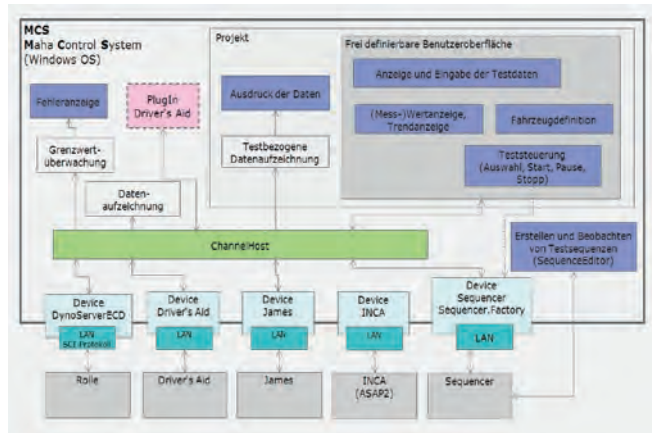 MCS
Maha Control System
(Windows OS)
Projekt
Frei definierbare Benutzeroberfläche
Anzeige und Eingabe der Testdaten
Fehleranzeige
PlugIn
Driver's Aid
Ausdruck der Daten
(Mess-)Wertanzeige,
Trendanzeige
Fahrzeugdefinition
Grenzwert-
überwachung
Testbezogene
Datenaufzeichnung
Teststeuerung
(Auswahl, Start, Pause,
Stopp)
Daten-
aufzeichnung
ChannelHost
Erstellen und Beobachten
von Testsequenzen
(SequenceEditor)
Device
DynoServerECD
LAN
SCI Protokoll
Device
Driver's Aid
LAN
Device
James
LAN
Device
INCA
LAN
Device
Sequencer
Sequencer.Factory
LAN
Rolle
Driver's Aid
James
INCA
(ASAP2)
Sequencer